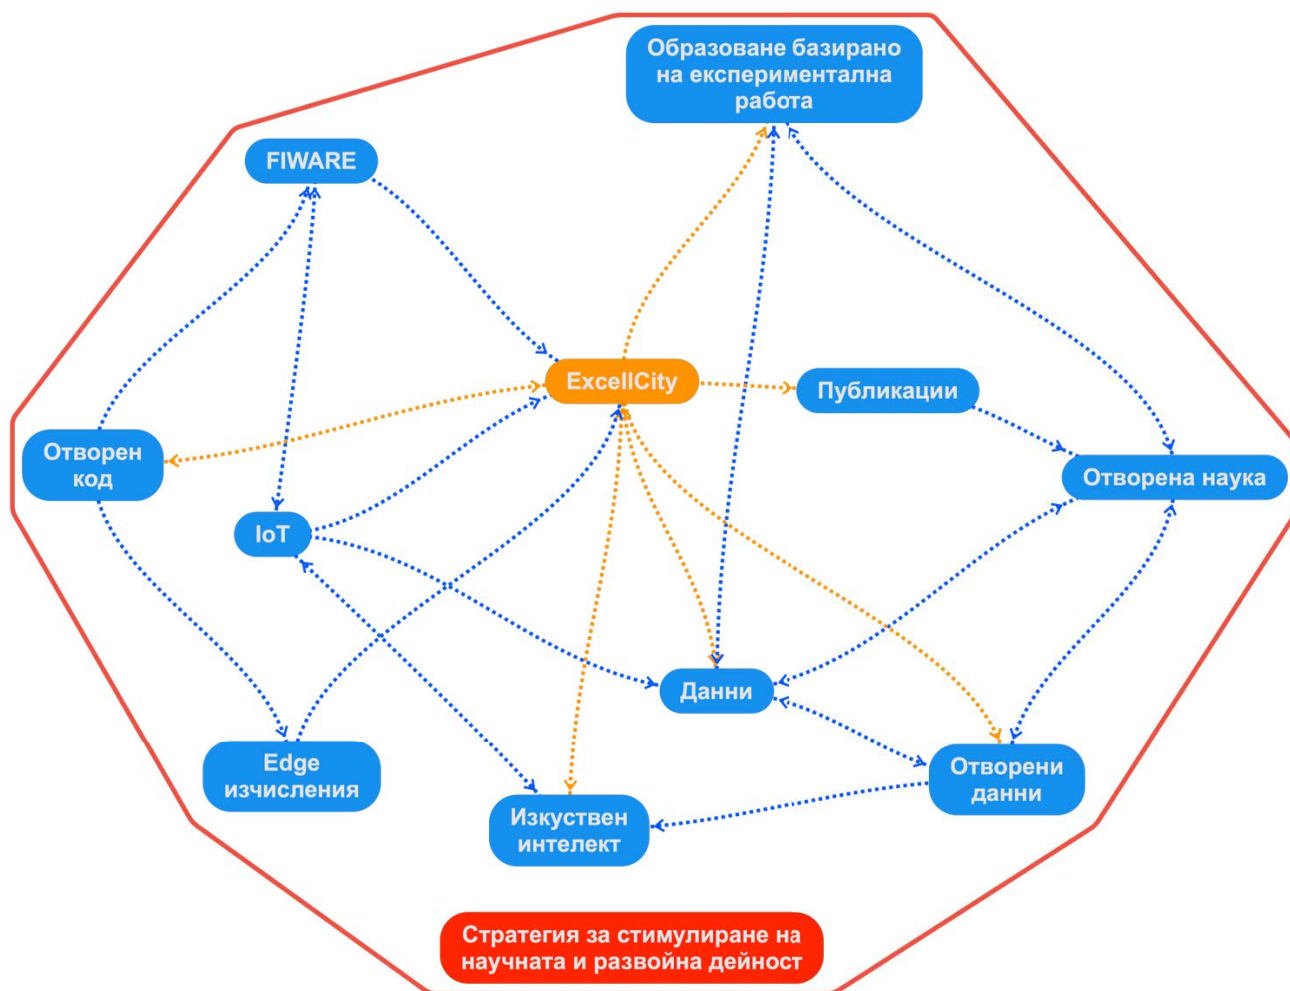 Образоване базирано
на експериментална
работа
FIWARE
ExcellCity
Публикации
Отворен
код
Отворена наука
IoT
Данни
Edge
изчисления
Отворени
данни
Изкуствен
интелект
Стратегия за стимулиране на
научната и развойна дейност